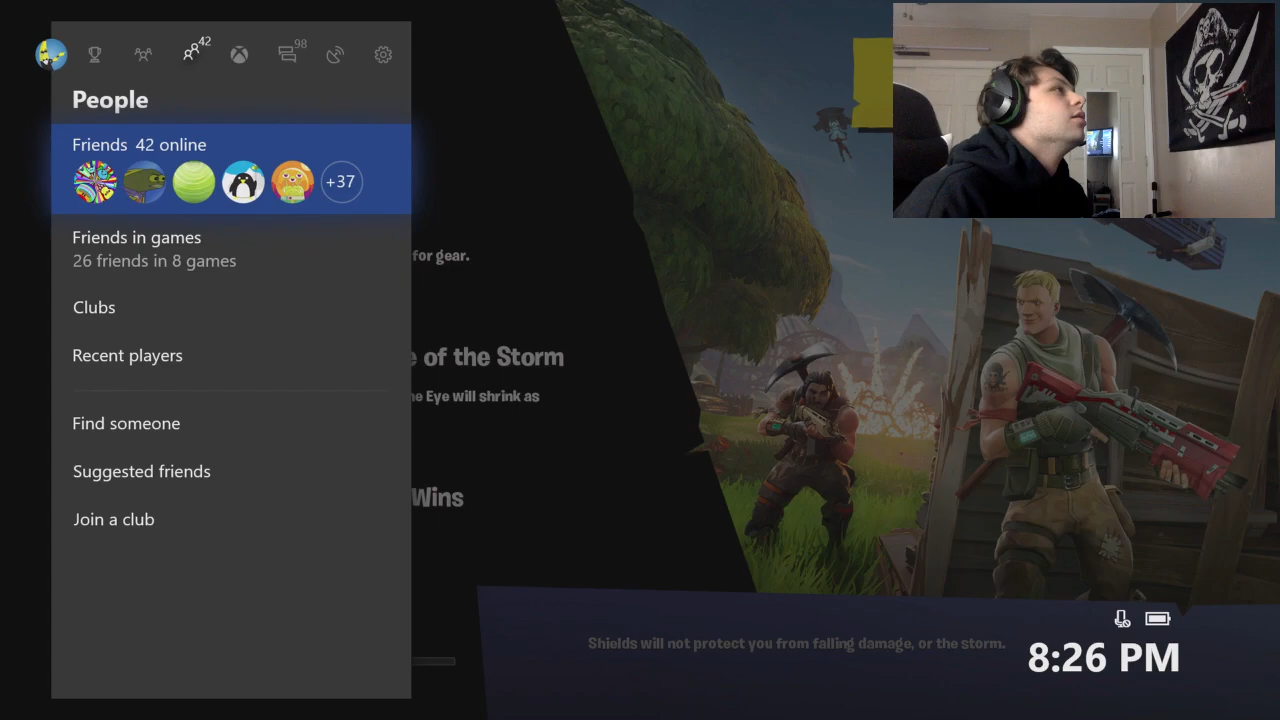 42
98
People
Friends 42 online
+37
Friends in games
26 friends in 8 games
Clubs
Recent players
Find someone
Suggested friends
Join a club
for gear.
e of the Storm
he Eye will shrink as
Wins
Shields will not protect you from falling damage, or the storm.
8:26 PM